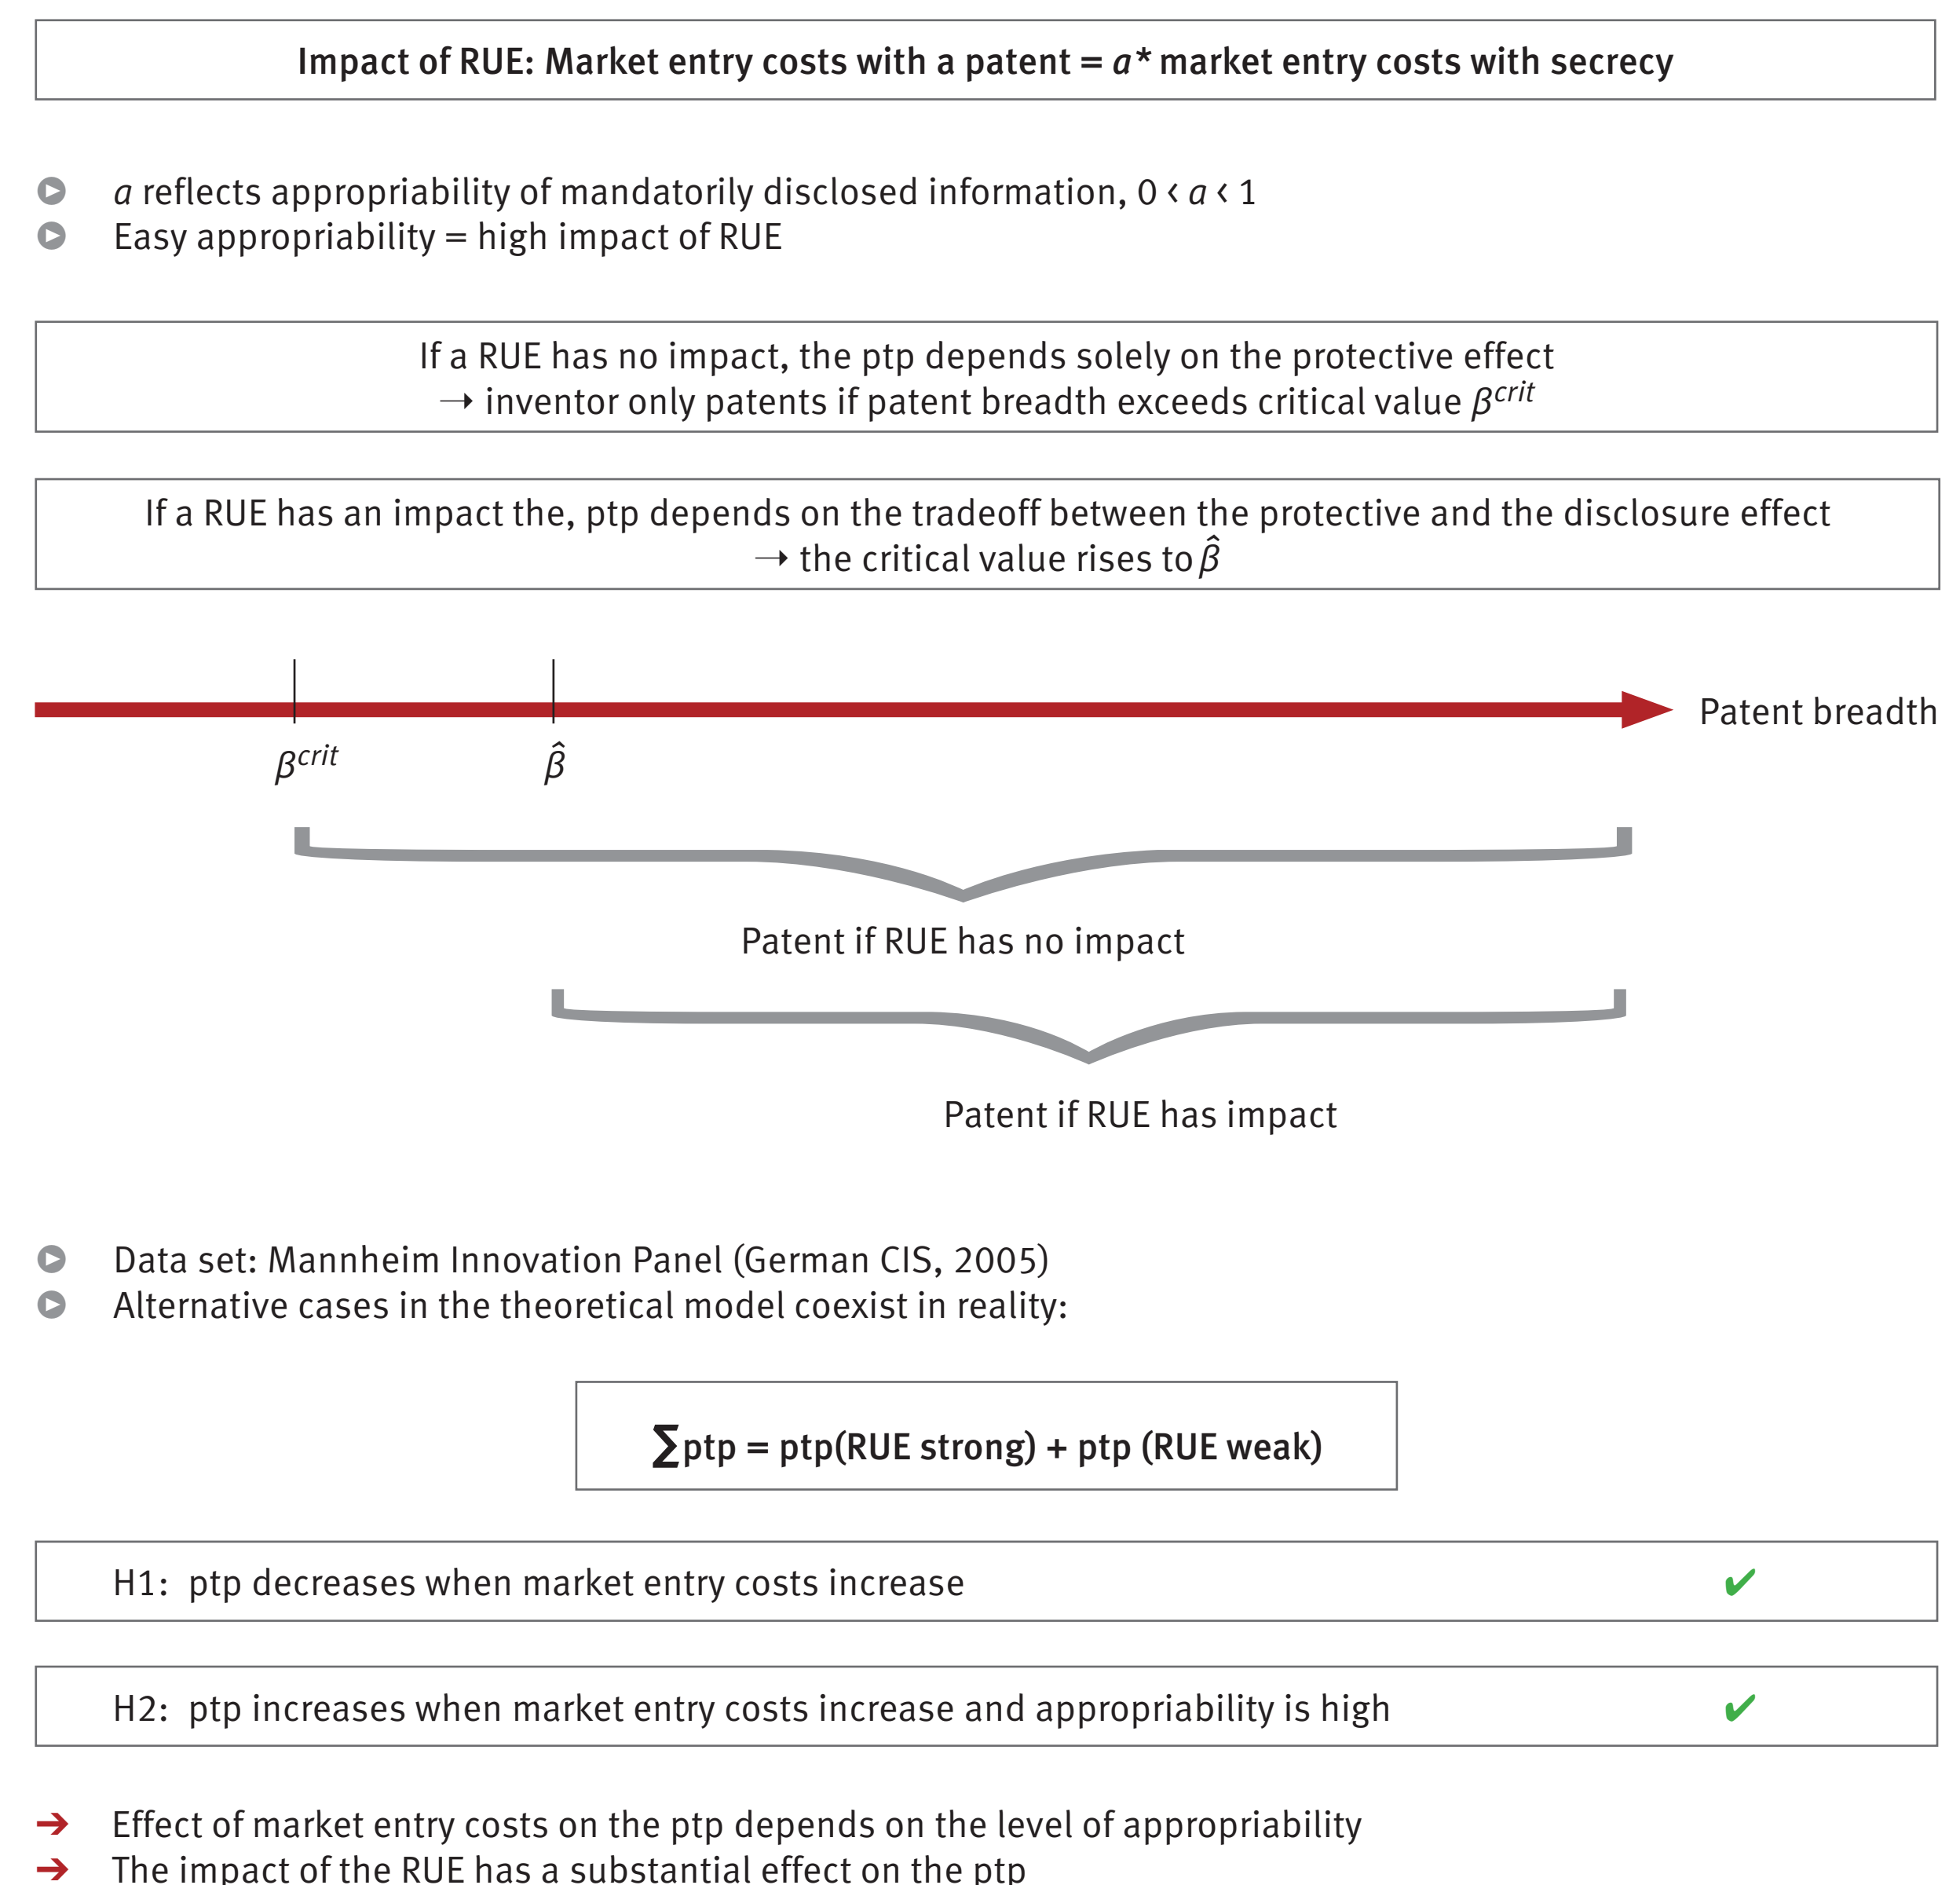 Impact of RUE: Market entry costs with a patent = a* market entry costs with secrecy
a reflects appropriability of mandatorily disclosed information, 0 < a < 1
Easy appropriability = high impact of RUE
If a RUE has no impact, the ptp depends solely on the protective effect
→ inventor only patents if patent breadth exceeds critical value β^crit
If a RUE has an impact the, ptp depends on the tradeoff between the protective and the disclosure effect
→ the critical value rises to β̂
Patent breadth
β^crit
β̂
Patent if RUE has no impact
Patent if RUE has impact
Data set: Mannheim Innovation Panel (German CIS, 2005)
Alternative cases in the theoretical model coexist in reality:
∑ptp = ptp(RUE strong) + ptp (RUE weak)
H1: ptp decreases when market entry costs increase ✔
H2: ptp increases when market entry costs increase and appropriability is high ✔
➔ Effect of market entry costs on the ptp depends on the level of appropriability
➔ The impact of the RUE has a substantial effect on the ptp